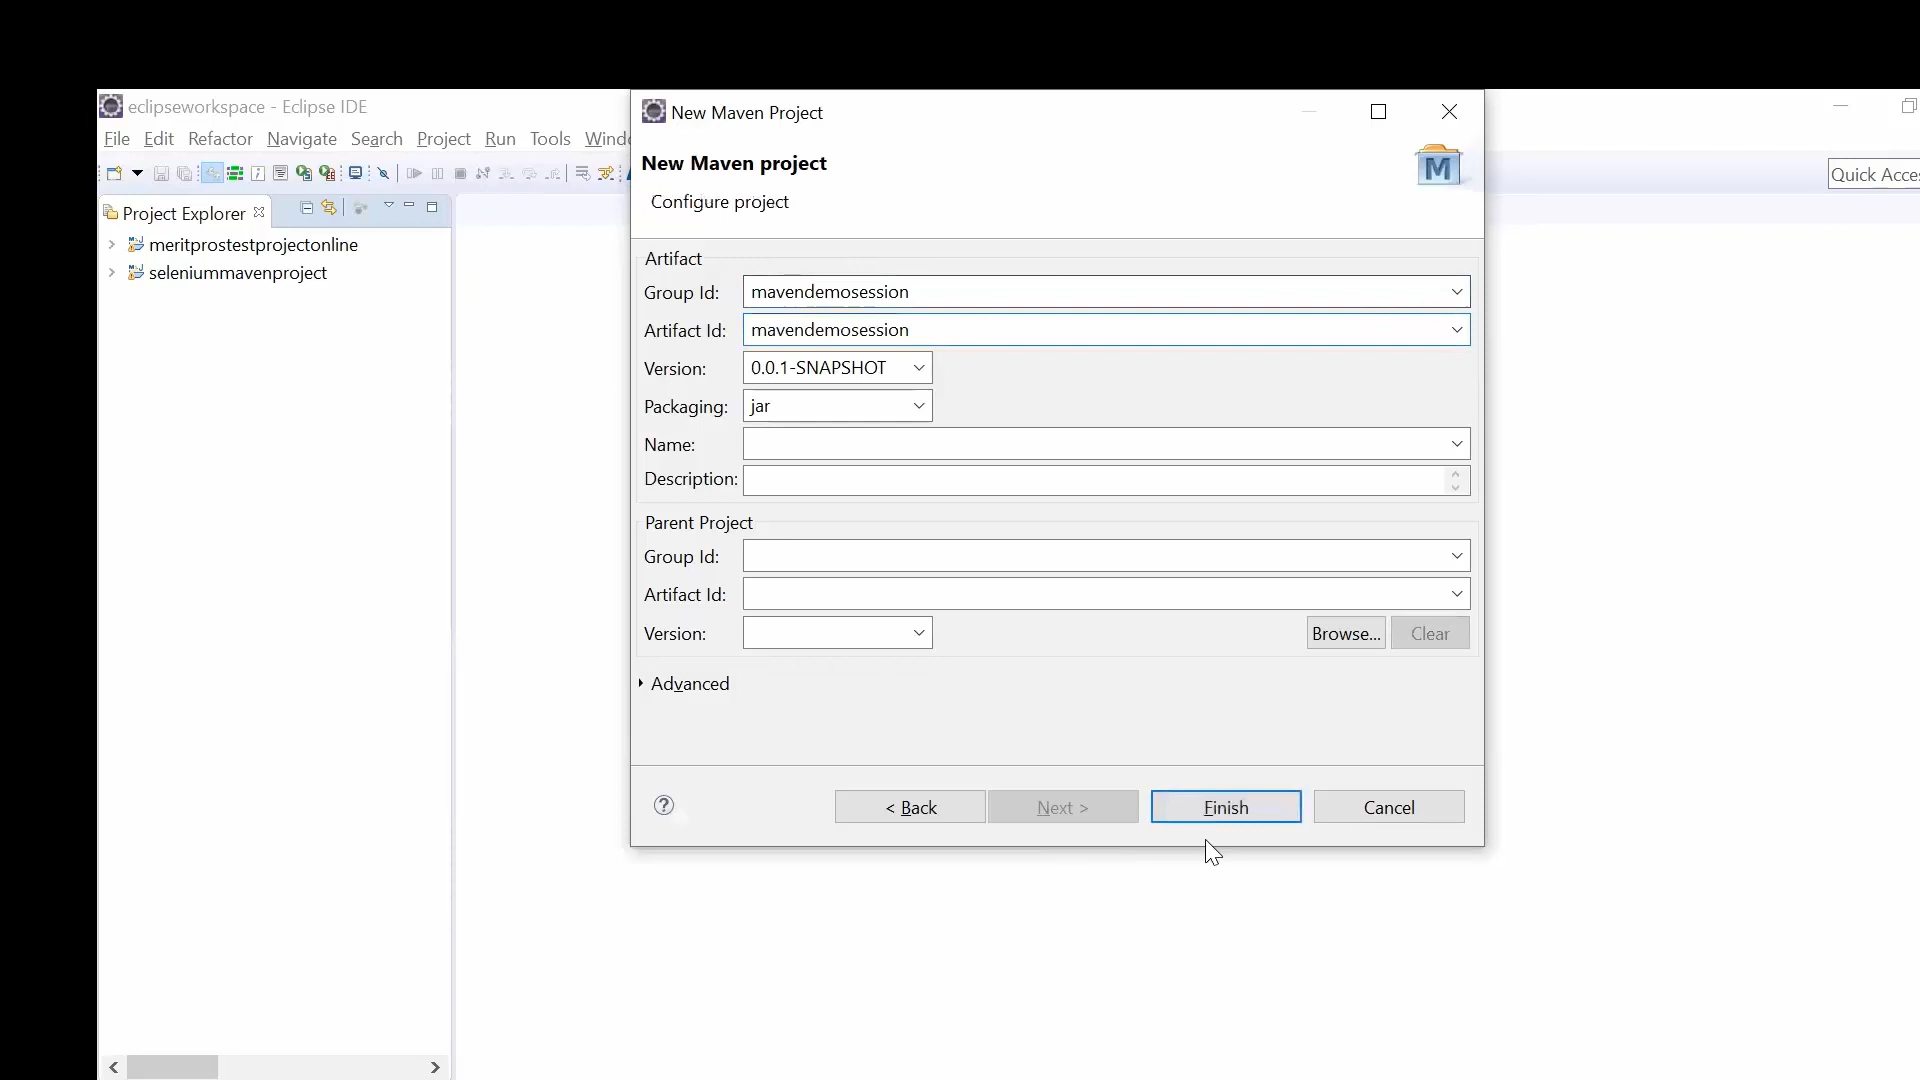 eclipseworkspace - Eclipse IDE
File Edit Refactor Navigate Search Project Run Tools
Quick
Project Explorer
meritprostestprojectonline
seleniummavenproject
New Maven Project
New Maven project
Configure project
M
Artifact
Group Id: mavendemosession
Artifact Id: mavendemosession
Version: 0.0.1-SNAPSHOT
Packaging: jar
Name:
Description:
Parent Project
Group Id:
Artifact Id:
Version:
Browse... Clear
Advanced
? < Back Next > Finish Cancel